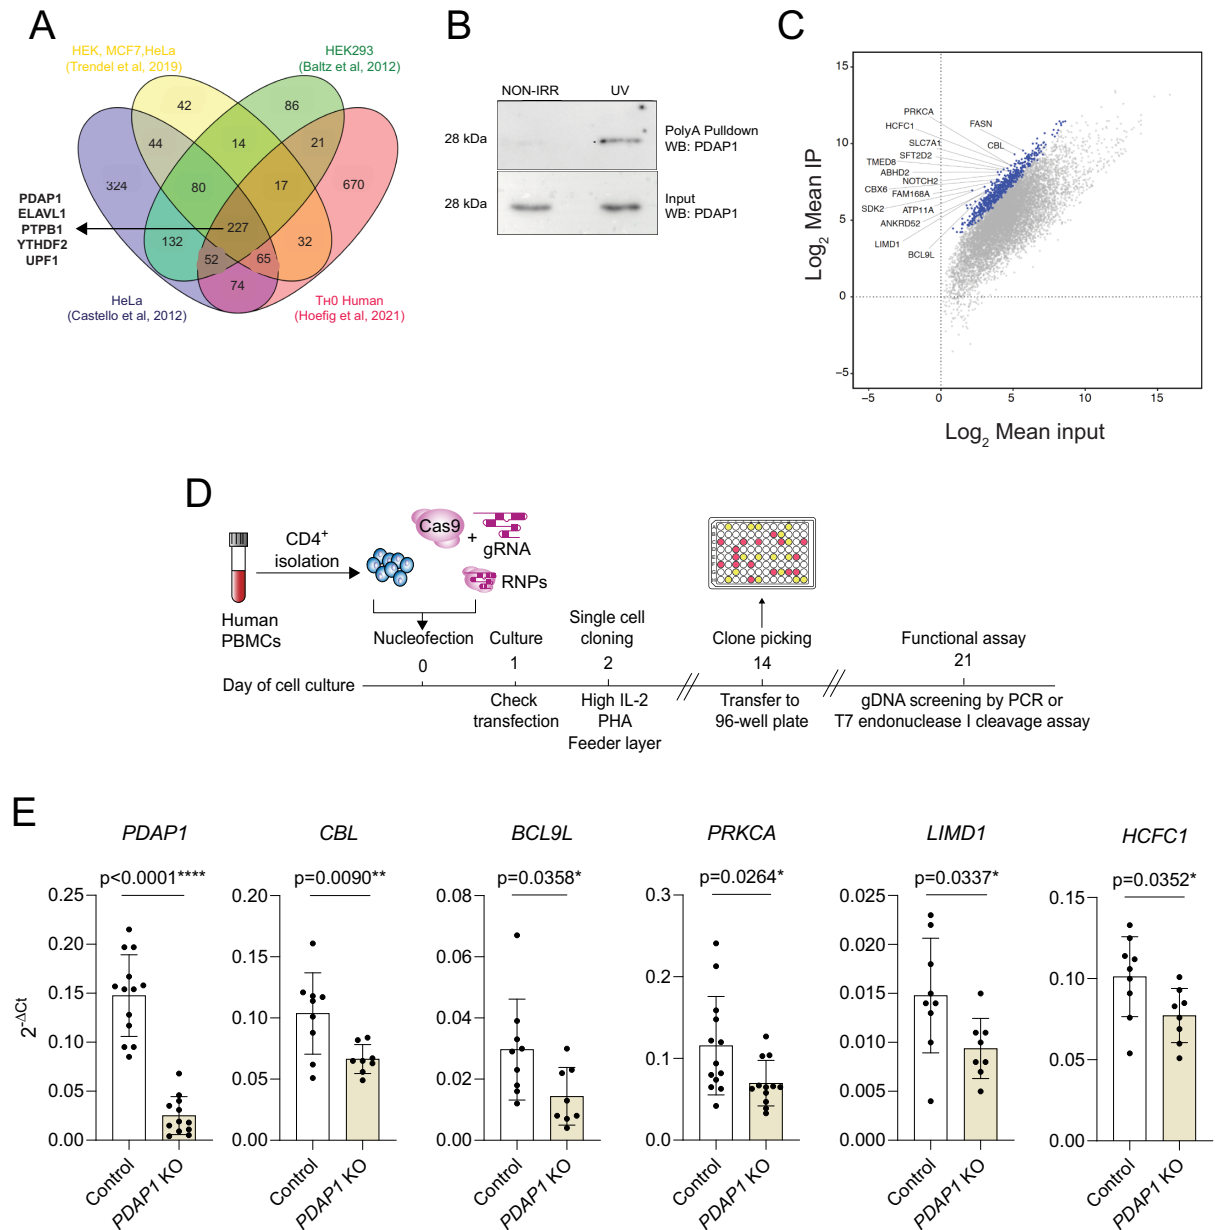 A
HEK, MCF7,HeLa
(Trendel et al, 2019)
HEK293
(Baltz et al, 2012)
42
86
44
14
21
324
80
17
670
PDAP1
ELAVL1
PTPB1
YTHDF2
UPF1
227
132
32
52
65
74
HeLa
(Castello et al, 2012)
TH0 Human
(Hoefig et al, 2021)
B
NON-IRR
UV
28 kDa
PolyA Pulldown
WB: PDAP1
28 kDa
Input
WB: PDAP1
C
Log2 Mean IP
15
10
5
0
−5
PRKCA
HCFC1
FASN
SLC7A1
CBL
SFT2D2
TMED8
ABHD2
NOTCH2
CBX6
FAM168A
SDK2
ATP11A
ANKRD52
LIMD1
BCL9L
−5
0
5
10
15
Log2 Mean input
D
CD4+
isolation
Cas9
+
gRNA
RNPs
Human
PBMCs
Nucleofection
Culture
Single cell
cloning
Clone picking
Functional assay
0
1
2
14
21
Day of cell culture
Check
transfection
High IL-2
PHA
Feeder layer
Transfer to
96-well plate
gDNA screening by PCR or
T7 endonuclease I cleavage assay
E
2-ΔCt
PDAP1
p<0.0001****
0.25
0.20
0.15
0.10
0.05
0.00
Control
PDAP1 KO
CBL
p=0.0090**
0.20
0.15
0.10
0.05
0.00
Control
PDAP1 KO
BCL9L
p=0.0358*
0.08
0.06
0.04
0.02
0.00
Control
PDAP1 KO
PRKCA
p=0.0264*
0.3
0.2
0.1
0.0
Control
PDAP1 KO
LIMD1
p=0.0337*
0.025
0.020
0.015
0.010
0.005
0.000
Control
PDAP1 KO
HCFC1
p=0.0352*
0.15
0.10
0.05
0.00
Control
PDAP1 KO